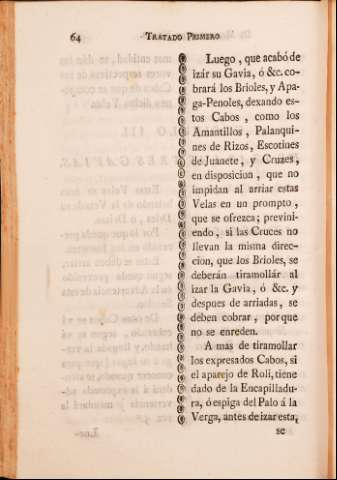 64
TRATADO PRIMERO
Luego , que acabó de
izár su Gavia, ó &c. co-
brará los Brioles, y Apa-
ga-Penoles, dexando es-
tos Cabos , como los
Amantillos , Palanqui-
nes de Rizos, Escotines
de Juanete, y Cruzes,
en disposicion , que no
impidan al arriar estas
Velas en un prompto ,
que se ofrezca; previni-
endo , si las Cruces no
llevan la misma direc-
cion, que los Brioles, se
deberán tiramollár al
izar la Gavia, ó &c. y
despues de arriadas, se
deben cobrar, porque
no se enreden.
A mas de tiramollar
los expresados Cabos, si
el aparejo de Roli, tiene
dado de la Encapilladu-
ra, ó espiga del Palo á la
Verga, antes de izar esta,
se